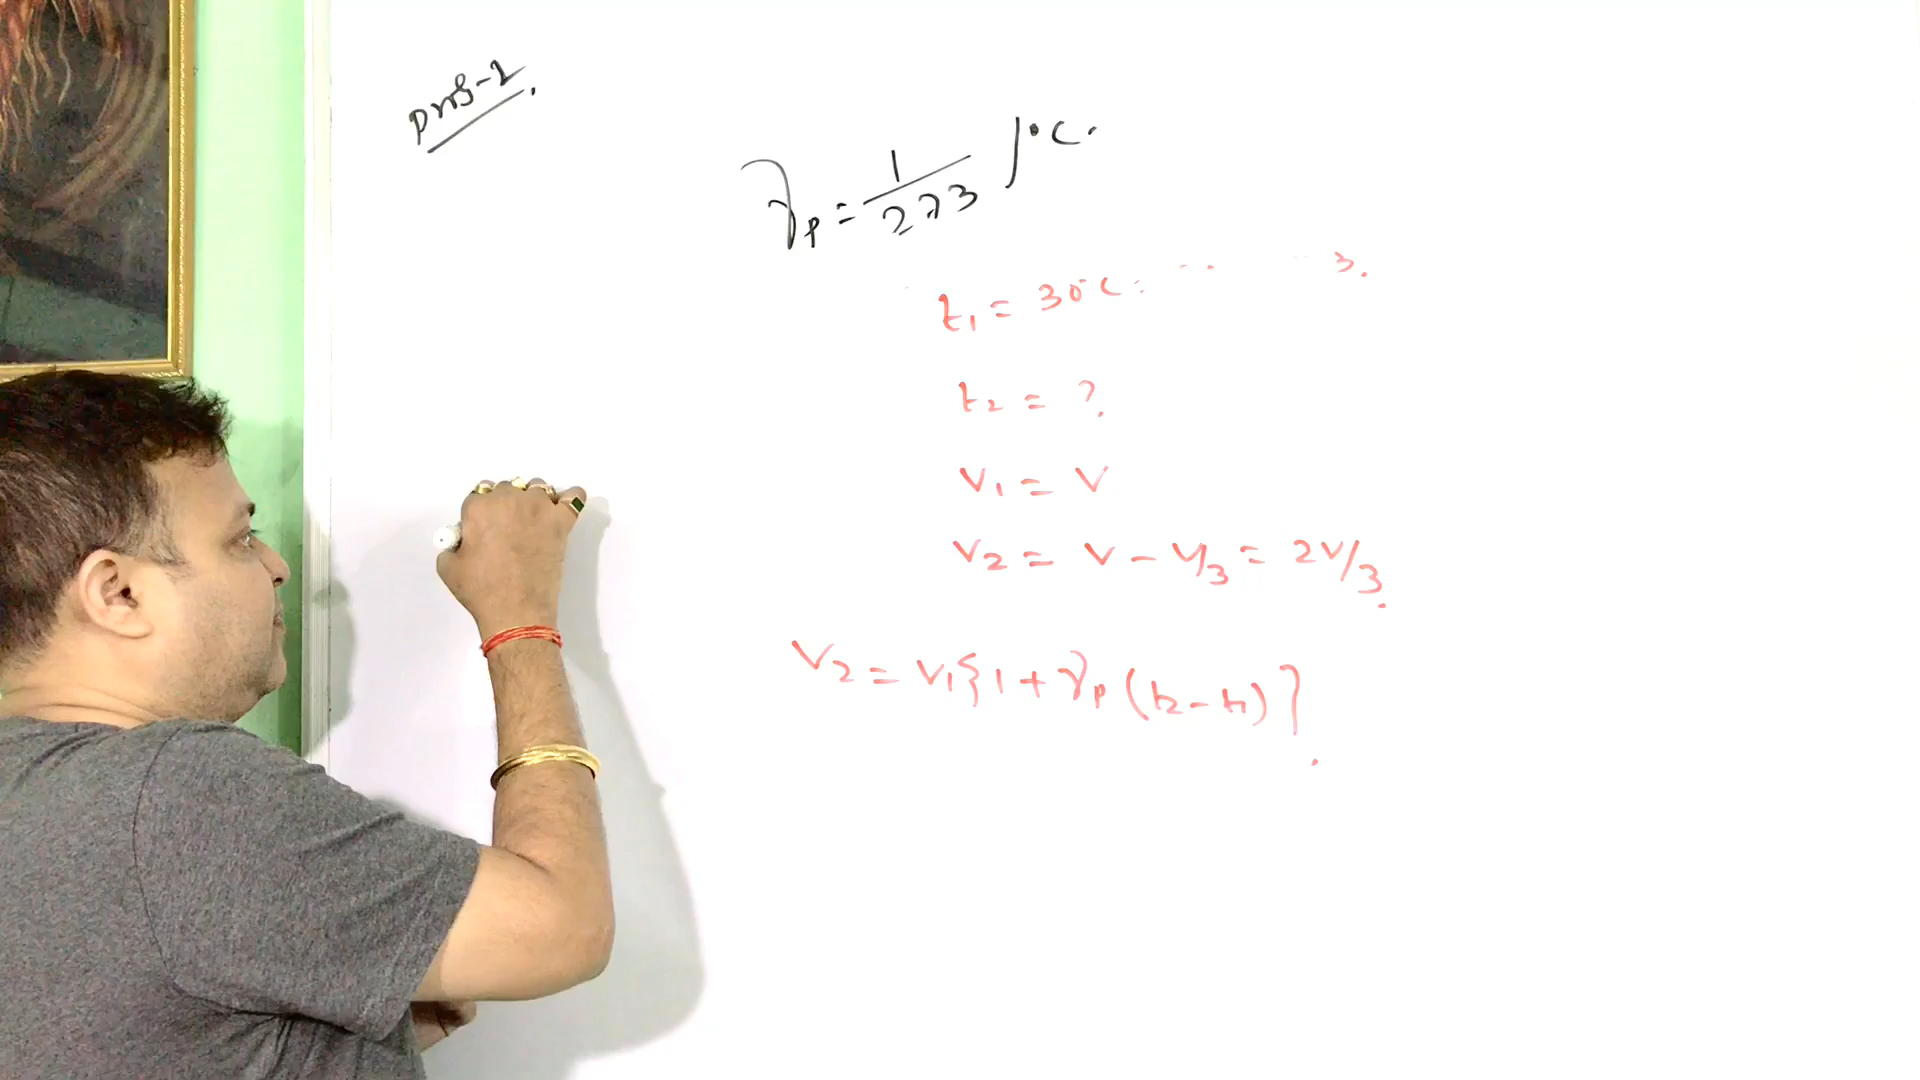 Prob-1.
γp = 1/273 /°C.
t1 = 30°C
3.
t2 = ?
V1 = V
V2 = V - V/3 = 2V/3.
V2 = V1{1 + γp (t2 - t1)}.